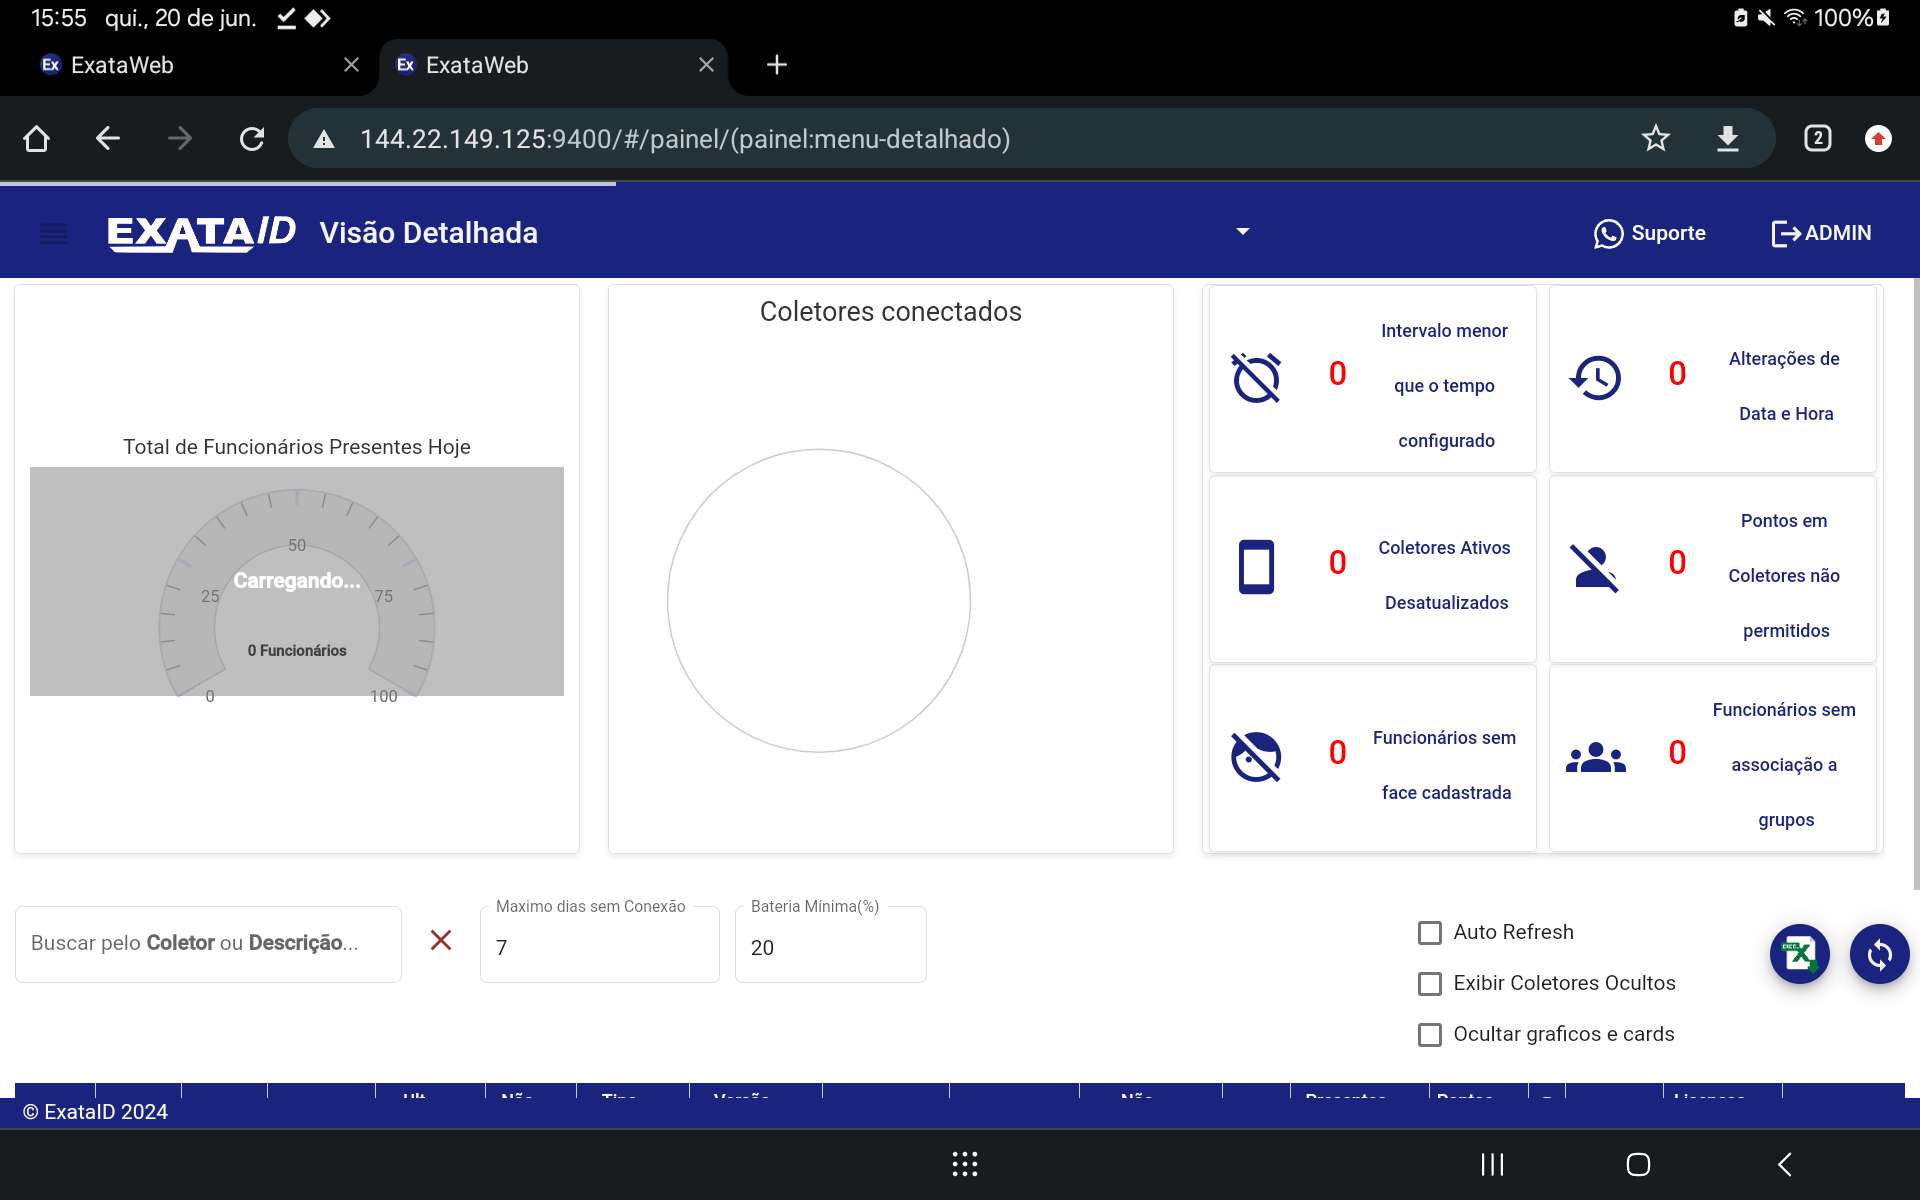 15:55 qui., 20 de jun.
100%
Ex ExataWeb
Ex ExataWeb
144.22.149.125:9400/#/painel/(painel:menu-detalhado)
2
EXATAID Visão Detalhada
Suporte
ADMIN
Total de Funcionários Presentes Hoje
50
Carregando...
25
75
0 Funcionários
0
100
Coletores conectados
0
Intervalo menor
que o tempo
configurado
0
Alterações de
Data e Hora
0
Coletores Ativos
Desatualizados
0
Pontos em
Coletores não
permitidos
0
Funcionários sem
face cadastrada
0
Funcionários sem
associação a
grupos
Buscar pelo Coletor ou Descrição...
Maximo dias sem Conexão
7
Bateria Mínima(%)
20
Auto Refresh
Exibir Coletores Ocultos
Ocultar graficos e cards
© ExataID 2024